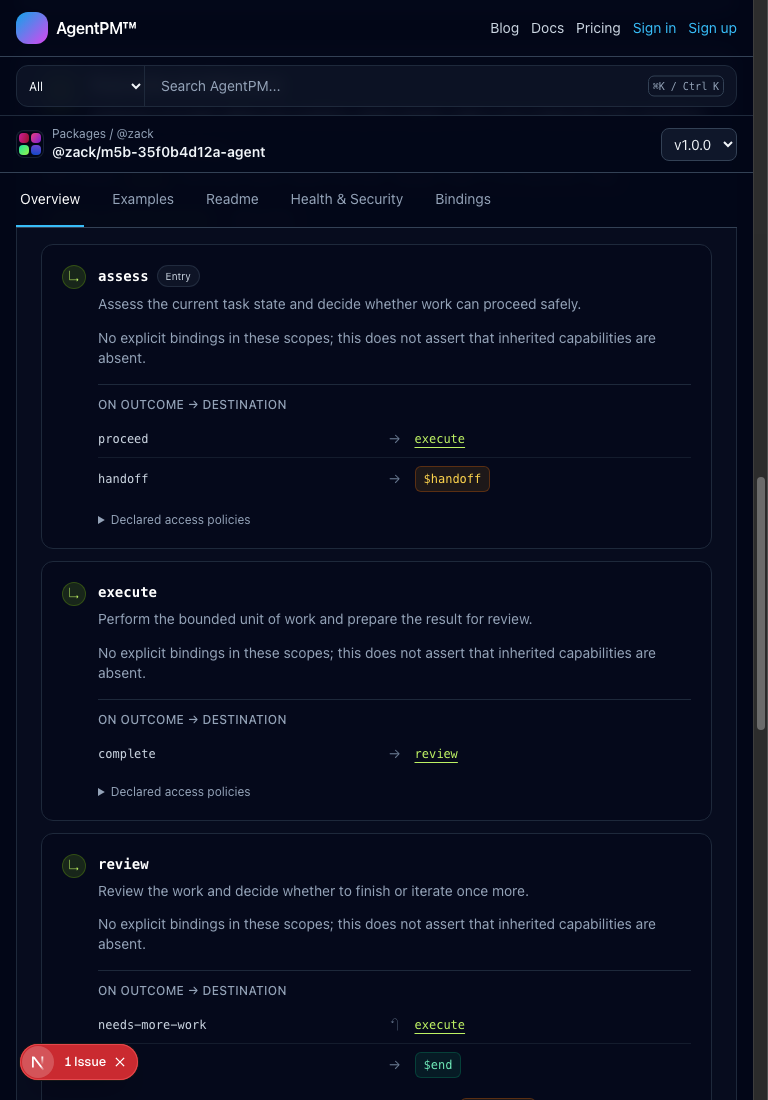 AgentPM™
Blog Docs Pricing Sign in Sign up
All Search AgentPM... ⌘K / Ctrl K
Packages / @zack
@zack/m5b-35f0b4d12a-agent
v1.0.0
Overview Examples Readme Health & Security Bindings
assess Entry
Assess the current task state and decide whether work can proceed safely.
No explicit bindings in these scopes; this does not assert that inherited capabilities are
absent.
ON OUTCOME → DESTINATION
proceed → execute
handoff → $handoff
Declared access policies
execute
Perform the bounded unit of work and prepare the result for review.
No explicit bindings in these scopes; this does not assert that inherited capabilities are
absent.
ON OUTCOME → DESTINATION
complete → review
Declared access policies
review
Review the work and decide whether to finish or iterate once more.
No explicit bindings in these scopes; this does not assert that inherited capabilities are
absent.
ON OUTCOME → DESTINATION
needs-more-work execute
→ $end
N 1 Issue